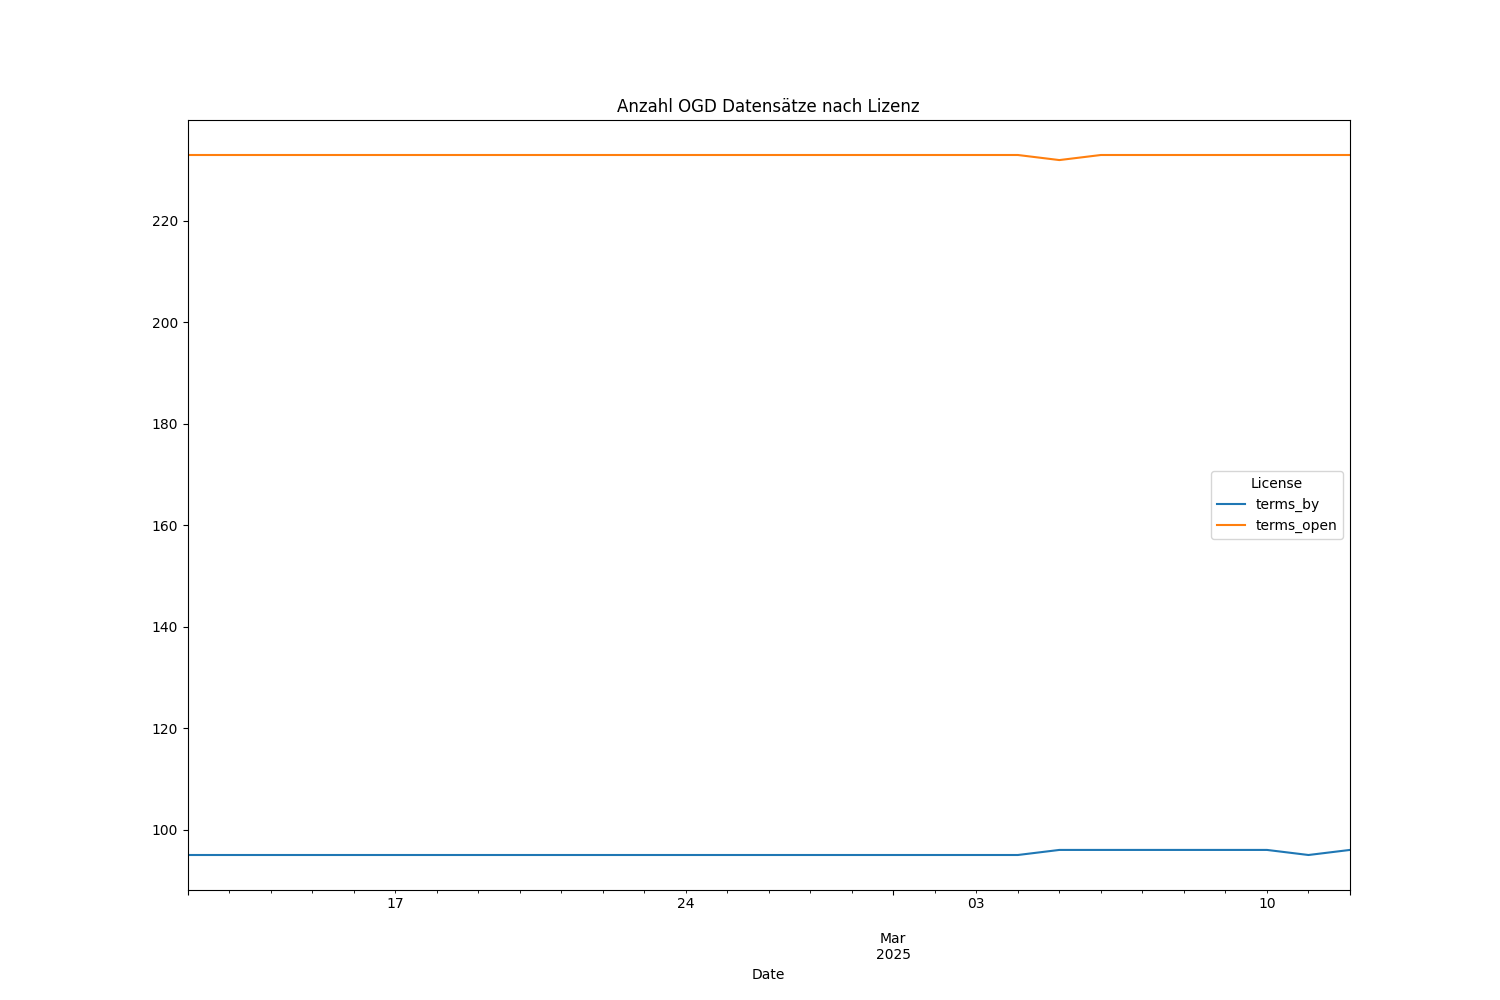 Anzahl OGD Datensätze nach Lizenz
220
200
180
160
140
120
100
License
terms_by
terms_open
17
24
03
10
Mar
2025
Date